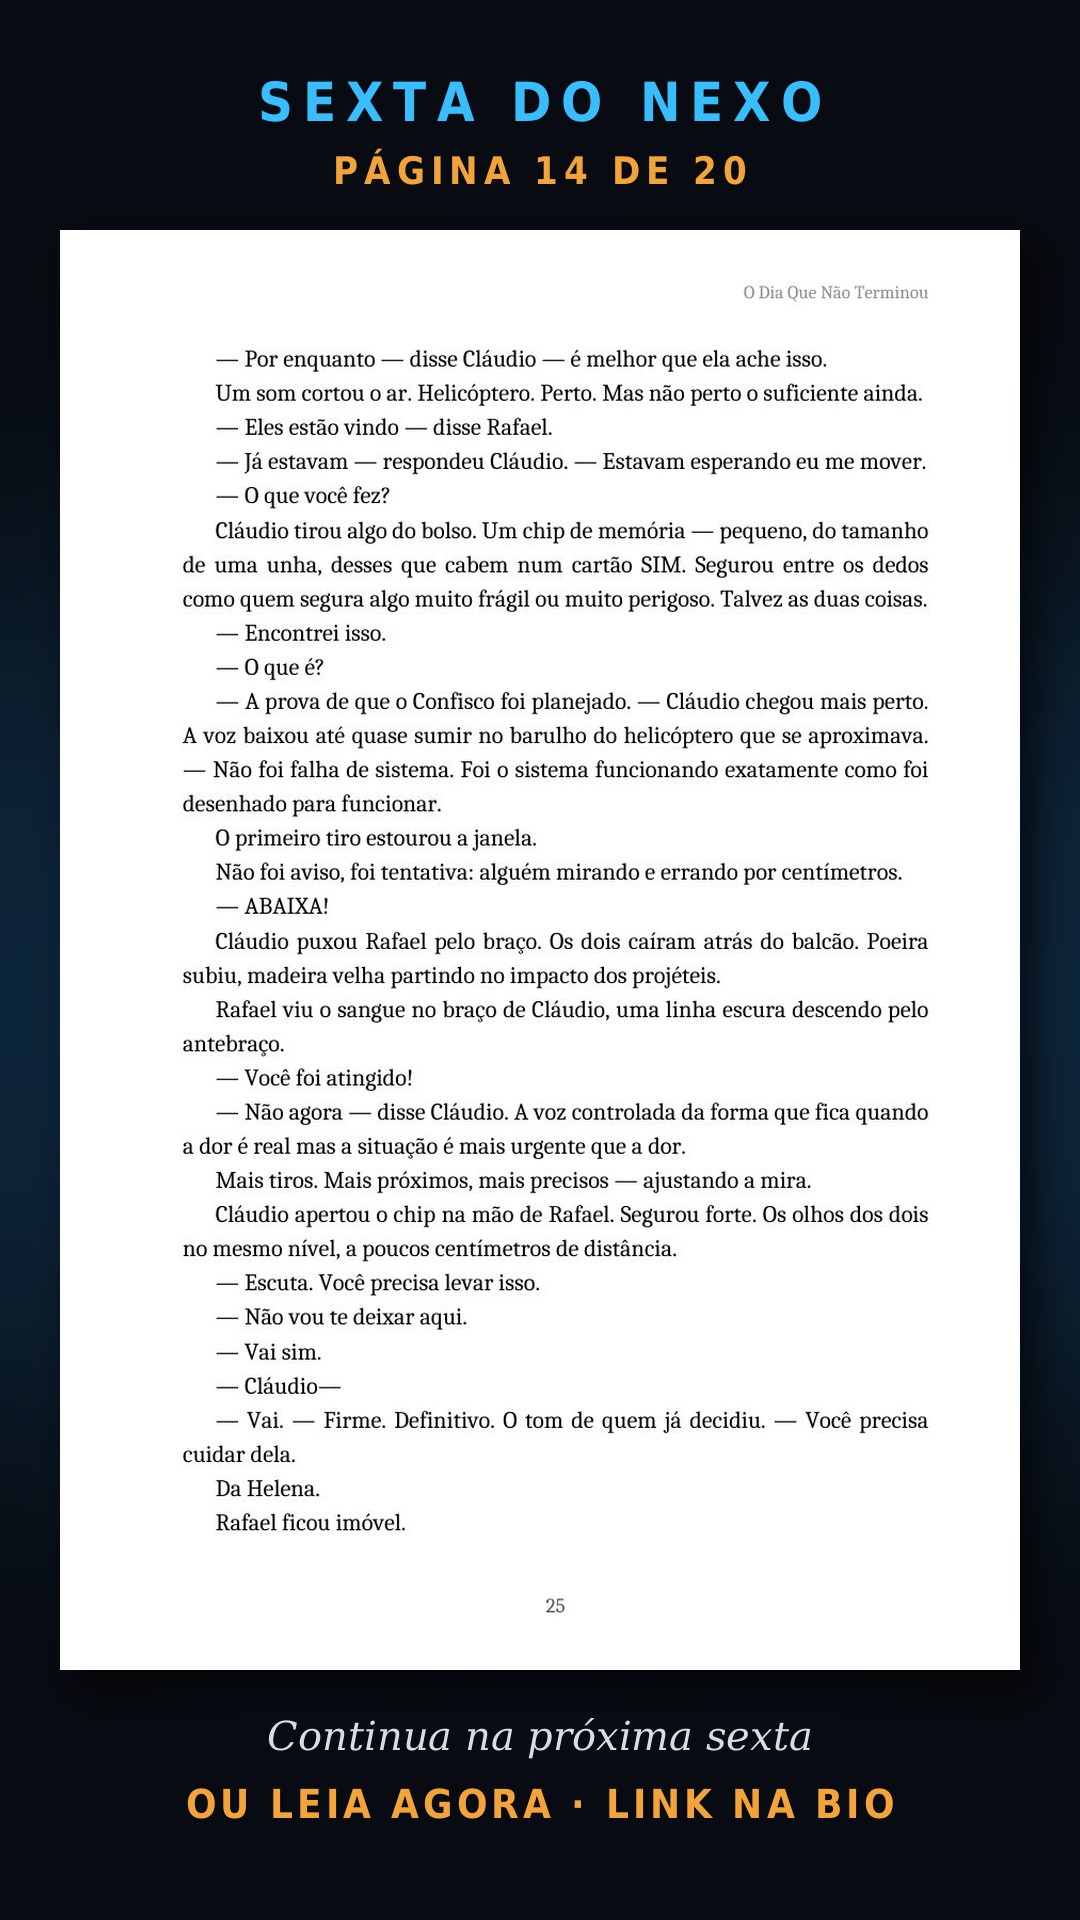 SEXTA DO NEXO
PÁGINA 14 DE 20
O Dia Que Não Terminou
— Por enquanto — disse Cláudio — é melhor que ela ache isso.
Um som cortou o ar. Helicóptero. Perto. Mas não perto o suficiente ainda.
— Eles estão vindo — disse Rafael.
— Já estavam — respondeu Cláudio. — Estavam esperando eu me mover.
— O que você fez?
Cláudio tirou algo do bolso. Um chip de memória — pequeno, do tamanho
de uma unha, desses que cabem num cartão SIM. Segurou entre os dedos
como quem segura algo muito frágil ou muito perigoso. Talvez as duas coisas.
— Encontrei isso.
— O que é?
— A prova de que o Confisco foi planejado. — Cláudio chegou mais perto.
A voz baixou até quase sumir no barulho do helicóptero que se aproximava.
— Não foi falha de sistema. Foi o sistema funcionando exatamente como foi
desenhado para funcionar.
O primeiro tiro estourou a janela.
Não foi aviso, foi tentativa: alguém mirando e errando por centímetros.
— ABAIXA!
Cláudio puxou Rafael pelo braço. Os dois caíram atrás do balcão. Poeira
subiu, madeira velha partindo no impacto dos projéteis.
Rafael viu o sangue no braço de Cláudio, uma linha escura descendo pelo
antebraço.
— Você foi atingido!
— Não agora — disse Cláudio. A voz controlada da forma que fica quando
a dor é real mas a situação é mais urgente que a dor.
Mais tiros. Mais próximos, mais precisos — ajustando a mira.
Cláudio apertou o chip na mão de Rafael. Segurou forte. Os olhos dos dois
no mesmo nível, a poucos centímetros de distância.
— Escuta. Você precisa levar isso.
— Não vou te deixar aqui.
— Vai sim.
— Cláudio—
— Vai. — Firme. Definitivo. O tom de quem já decidiu. — Você precisa
cuidar dela.
Da Helena.
Rafael ficou imóvel.
25
Continua na próxima sexta
OU LEIA AGORA · LINK NA BIO